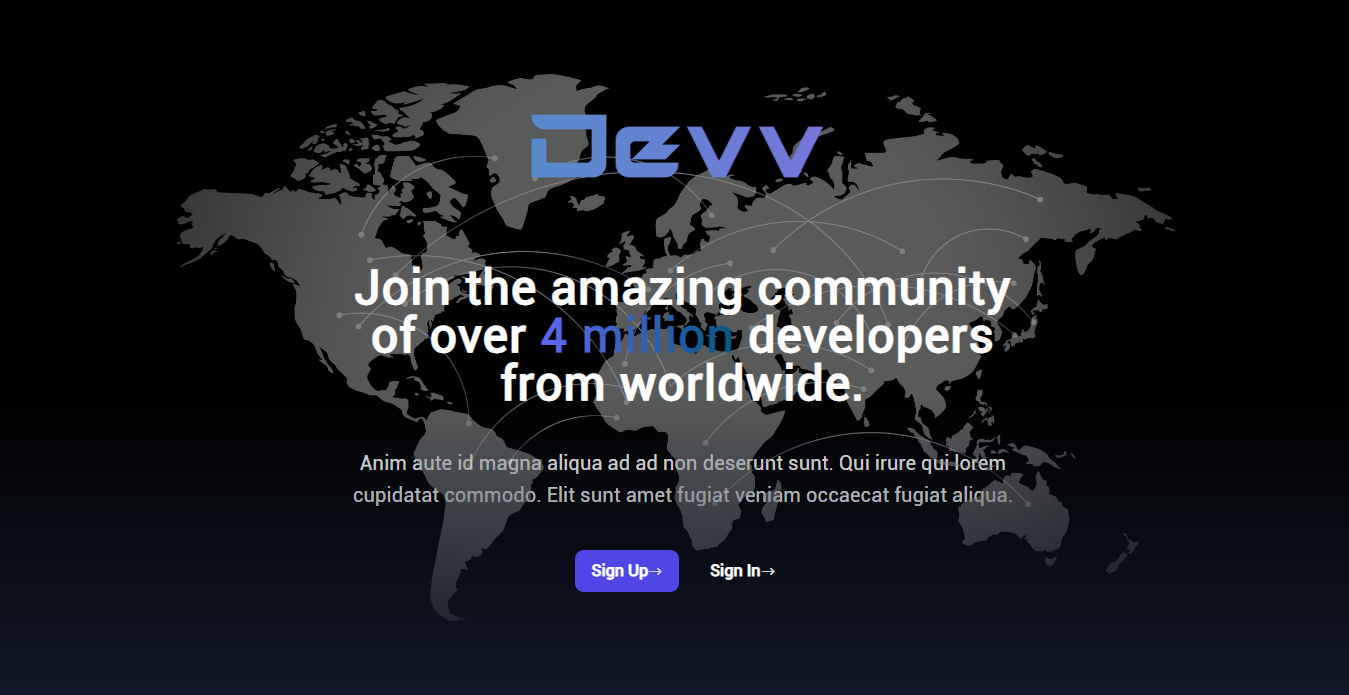 Devv
Join the amazing community
of over 4 million developers
from worldwide.
Anim aute id magna aliqua ad ad non deserunt sunt. Qui irure qui lorem
cupidatat commodo. Elit sunt amet fugiat veniam occaecat fugiat aliqua.
Sign Up→ Sign In→